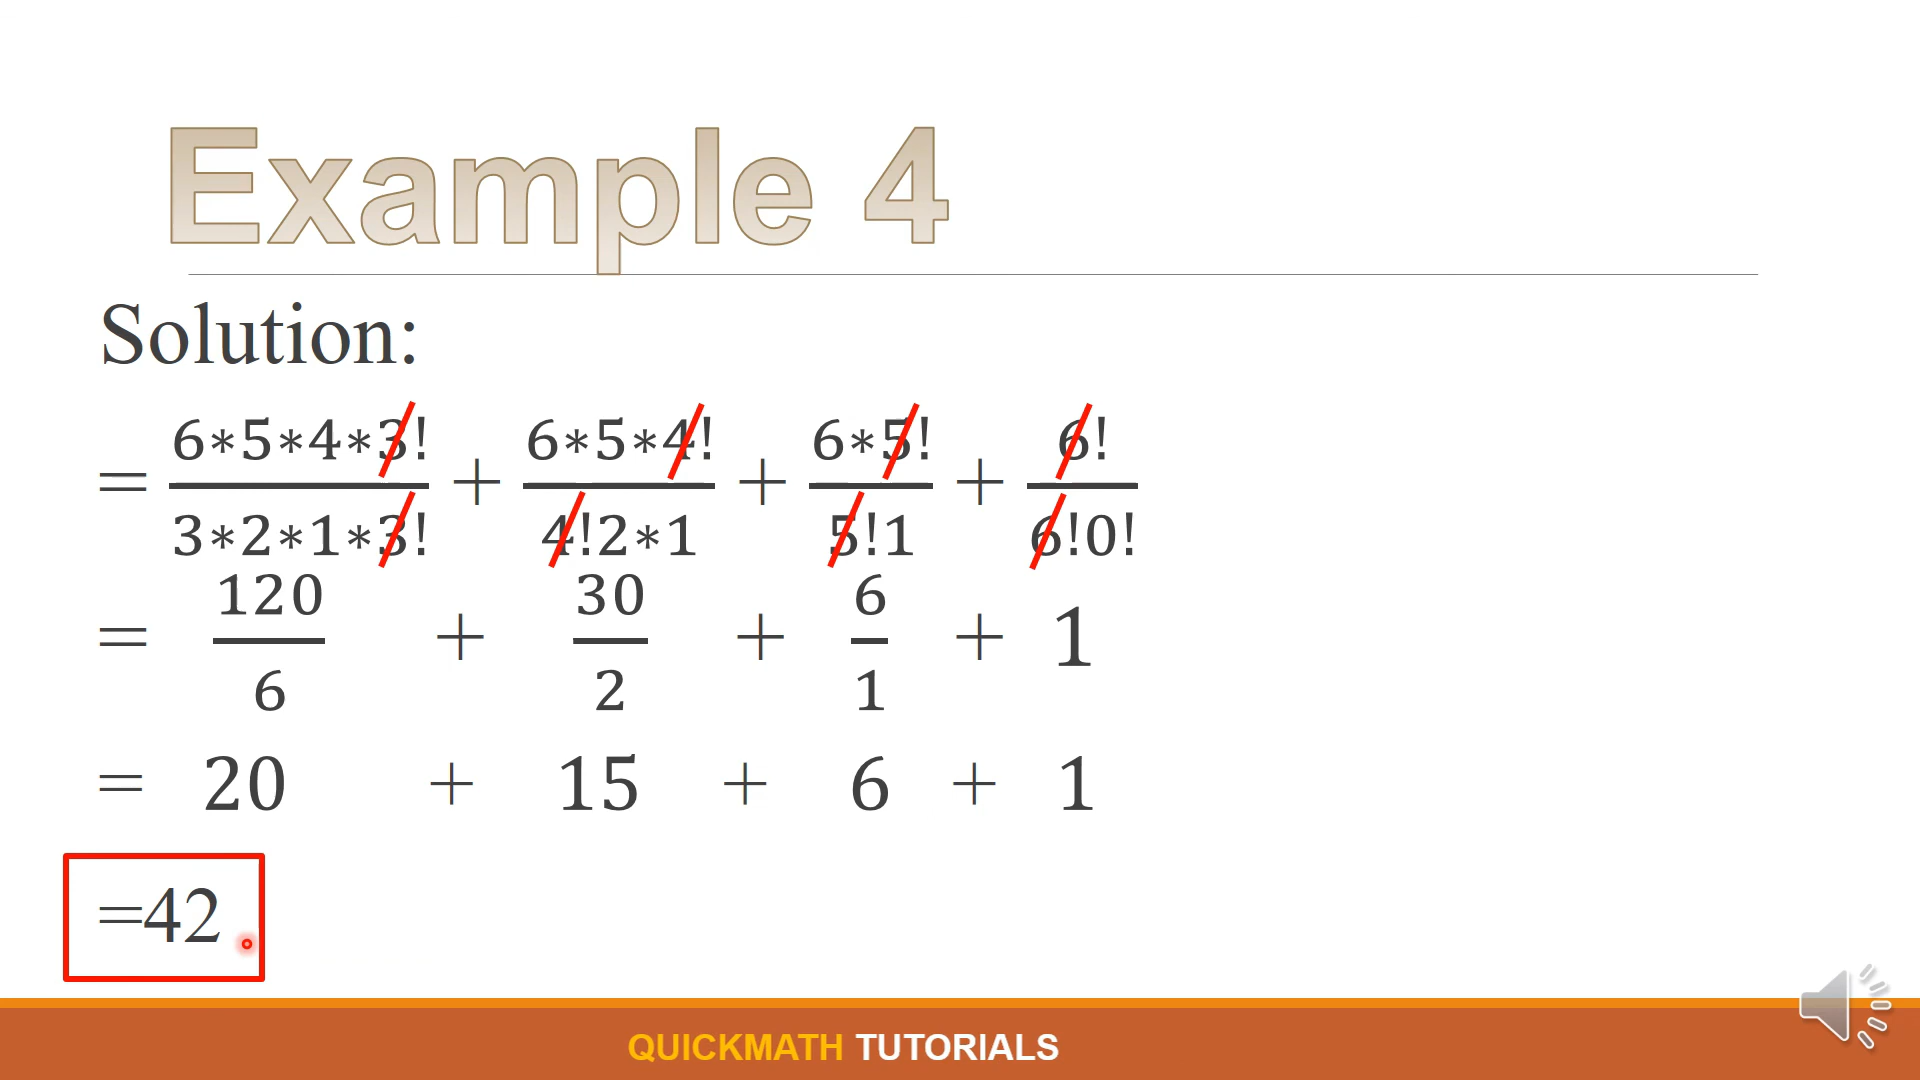 Example 4
Solution:
= 6*5*4*3!/3*2*1*3! + 6*5*4!/4!2*1 + 6*5!/5!1 + 6!/6!0!
= 120/6 + 30/2 + 6/1 + 1
= 20 + 15 + 6 + 1
=42
QUICKMATH TUTORIALS